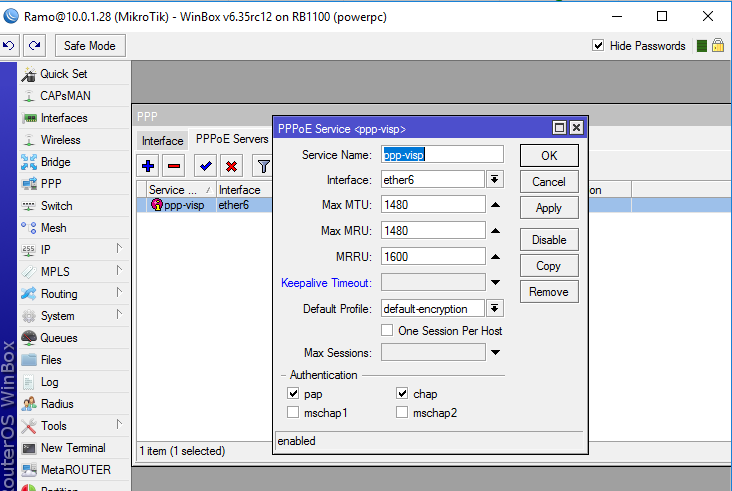 Ramo@10.0.1.28 (MikroTik) - WinBox v6.35rc12 on RB1100 (powerpc)
Safe Mode
Hide Passwords
Quick Set
CAPsMAN
Interfaces
Wireless
Bridge
PPP
Switch
Mesh
IP
MPLS
Routing
System
Queues
Files
Log
Radius
Tools
New Terminal
MetaROUTER
Partition
RouterOS WinBox
PPP
Interface
PPPoE Servers
Service ...
Interface
on
ppp-visp
ether6
1 item (1 selected)
PPPoE Service <ppp-visp>
Service Name: ppp-visp
Interface: ether6
Max MTU: 1480
Max MRU: 1480
MRRU: 1600
Keepalive Timeout:
Default Profile: default-encryption
One Session Per Host
Max Sessions:
Authentication
pap chap
mschap1 mschap2
enabled
OK
Cancel
Apply
Disable
Copy
Remove